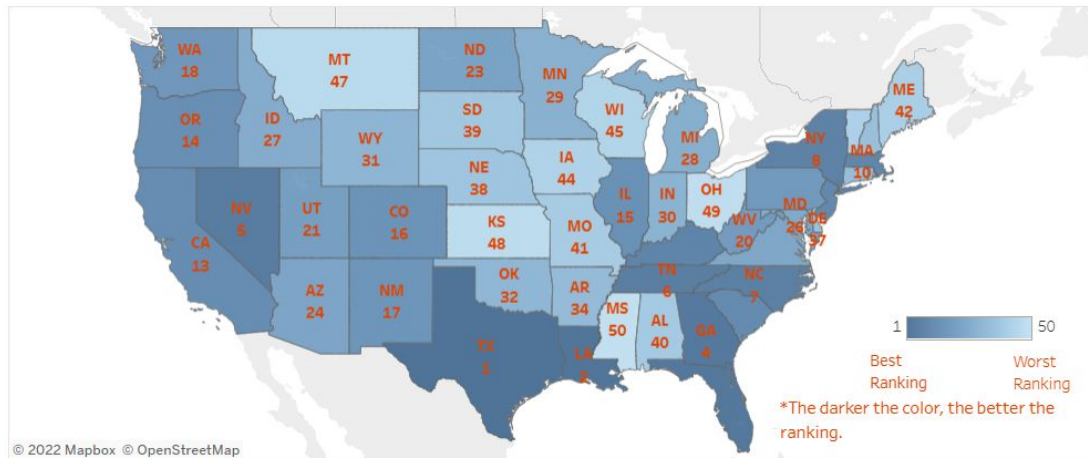 WA
18
MT
47
ND
23
MN
29
ME
42
OR
14
ID
27
WY
31
SD
39
WI
45
MI
28
NY
8
MA
10
NV
5
UT
21
CO
16
NE
38
IA
44
IL
15
IN
30
OH
49
WV
20
MD
26
DE
37
CA
13
KS
48
MO
41
AZ
24
NM
17
OK
32
AR
34
TN
6
NC
7
TX
1
LA
2
MS
50
AL
40
GA
4
1
50
Best
Ranking
Worst
Ranking
*The darker the color, the better the
ranking.
© 2022 Mapbox © OpenStreetMap